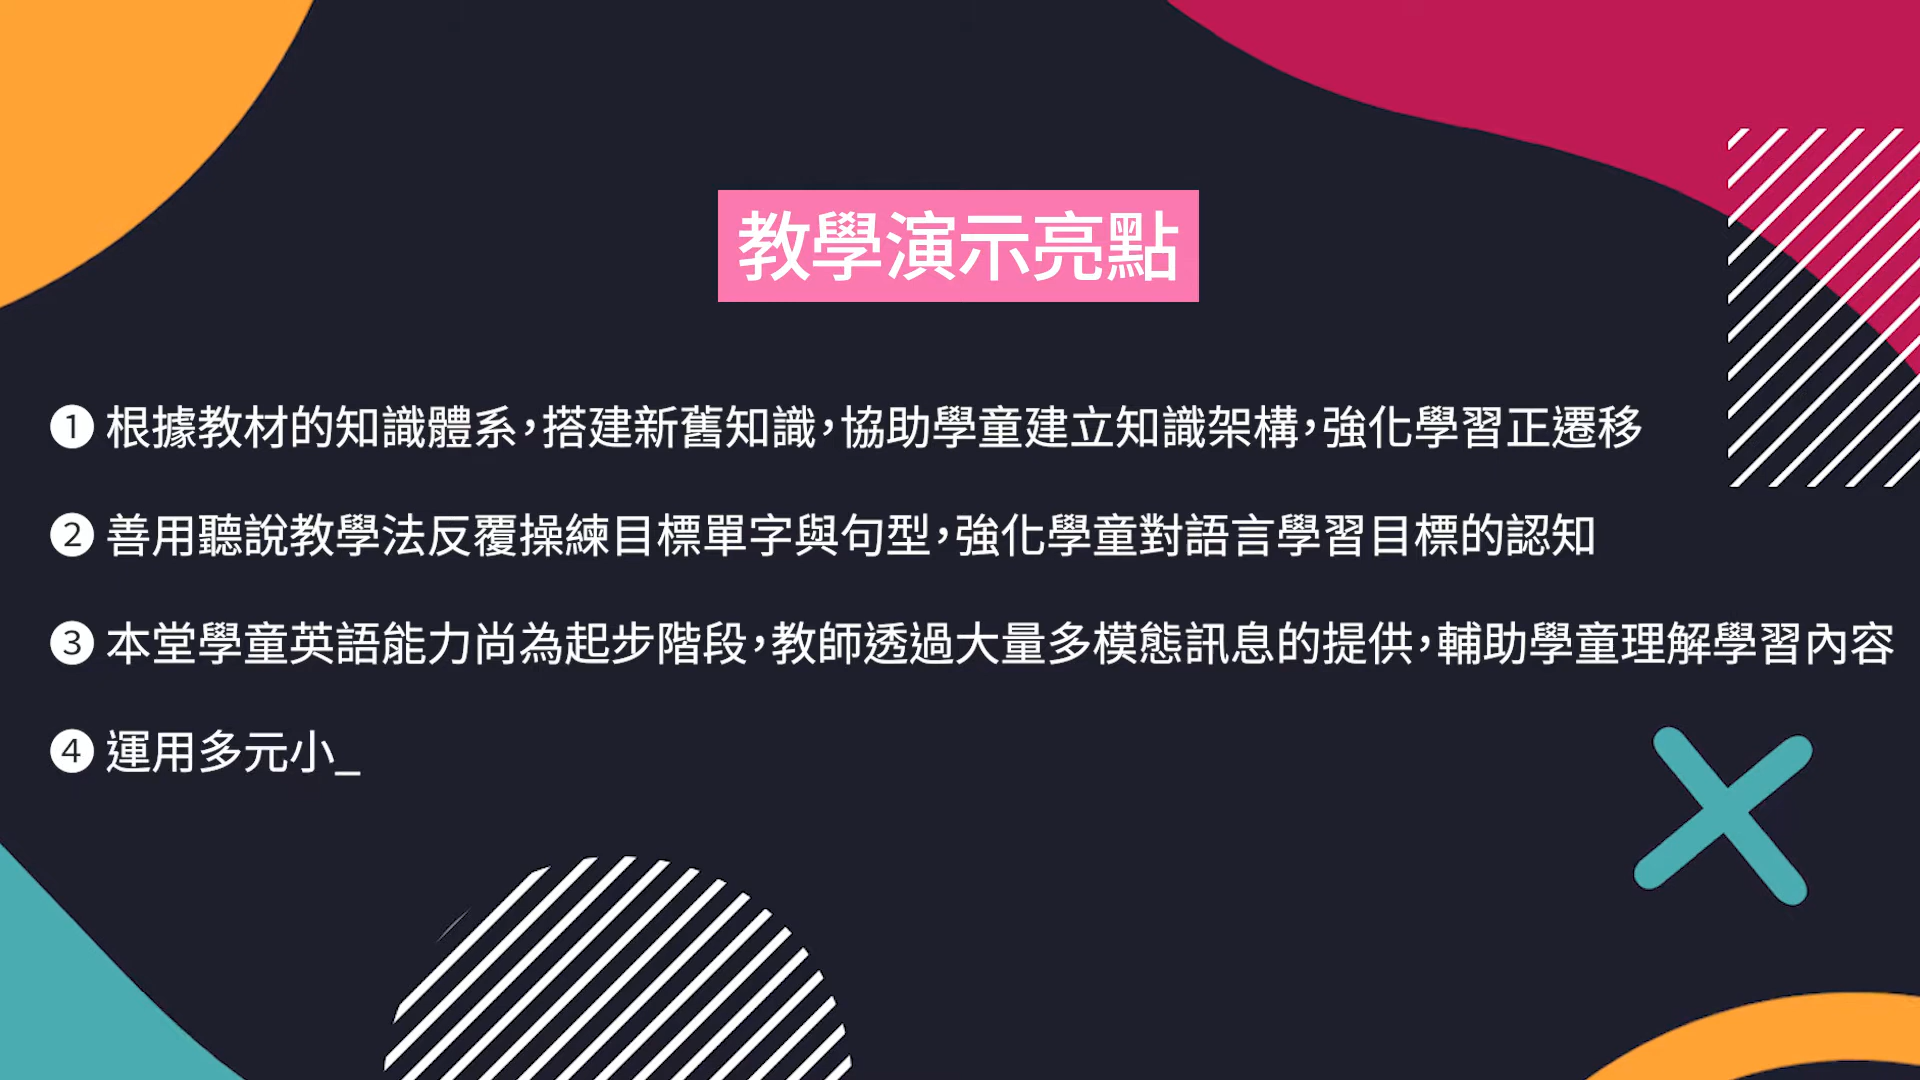 教學演示亮點
❶ 根據教材的知識體系，搭建新舊知識，協助學童建立知識架構，強化學習正遷移
❷ 善用聽說教學法反覆操練目標單字與句型，強化學童對語言學習目標的認知
❸ 本堂學童英語能力尚為起步階段，教師透過大量多模態訊息的提供，輔助學童理解學習內容
❹ 運用多元小_